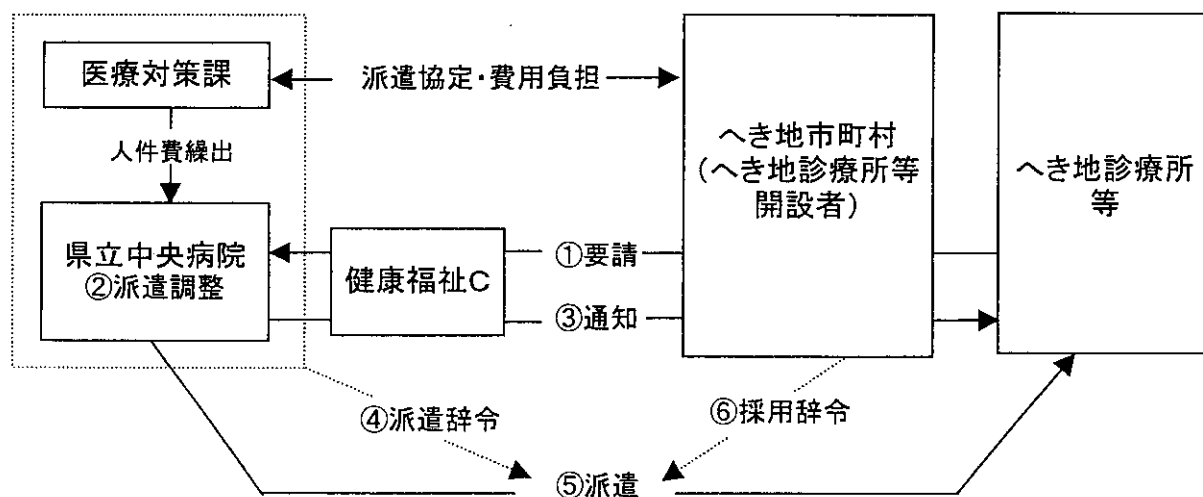 医療対策課
派遣協定・費用負担
人件費繰出
へき地市町村
（へき地診療所等
開設者）
へき地診療所
等
県立中央病院
②派遣調整
健康福祉C
①要請
③通知
④派遣辞令
⑥採用辞令
⑤派遣